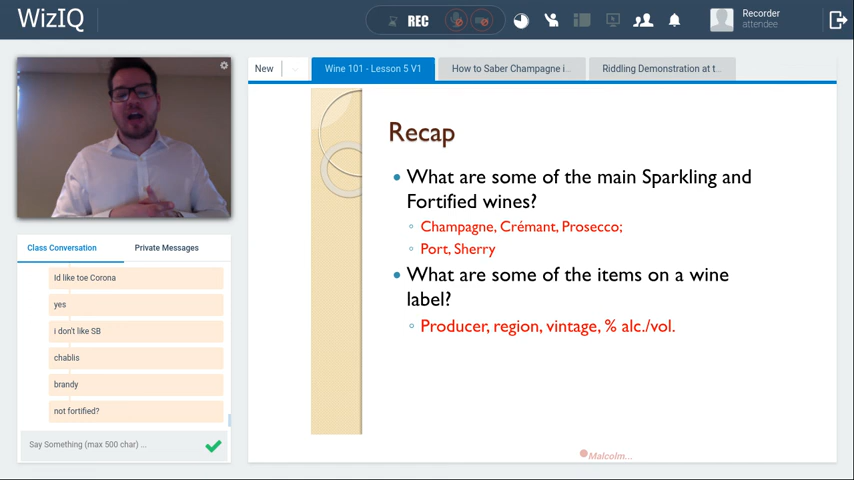 WizIQ
REC
Recorder
attendee
New
Wine 101 - Lesson 5 V1
How to Saber Champagne i...
Riddling Demonstration at t...
Recap
What are some of the main Sparkling and
Fortified wines?
Champagne, Crémant, Prosecco;
Port, Sherry
What are some of the items on a wine
label?
Producer, region, vintage, % alc./vol.
Malcolm...
Class Conversation
Private Messages
Id like toe Corona
yes
i don't like SB
chablis
brandy
not fortified?
Say Something (max 500 char) ...